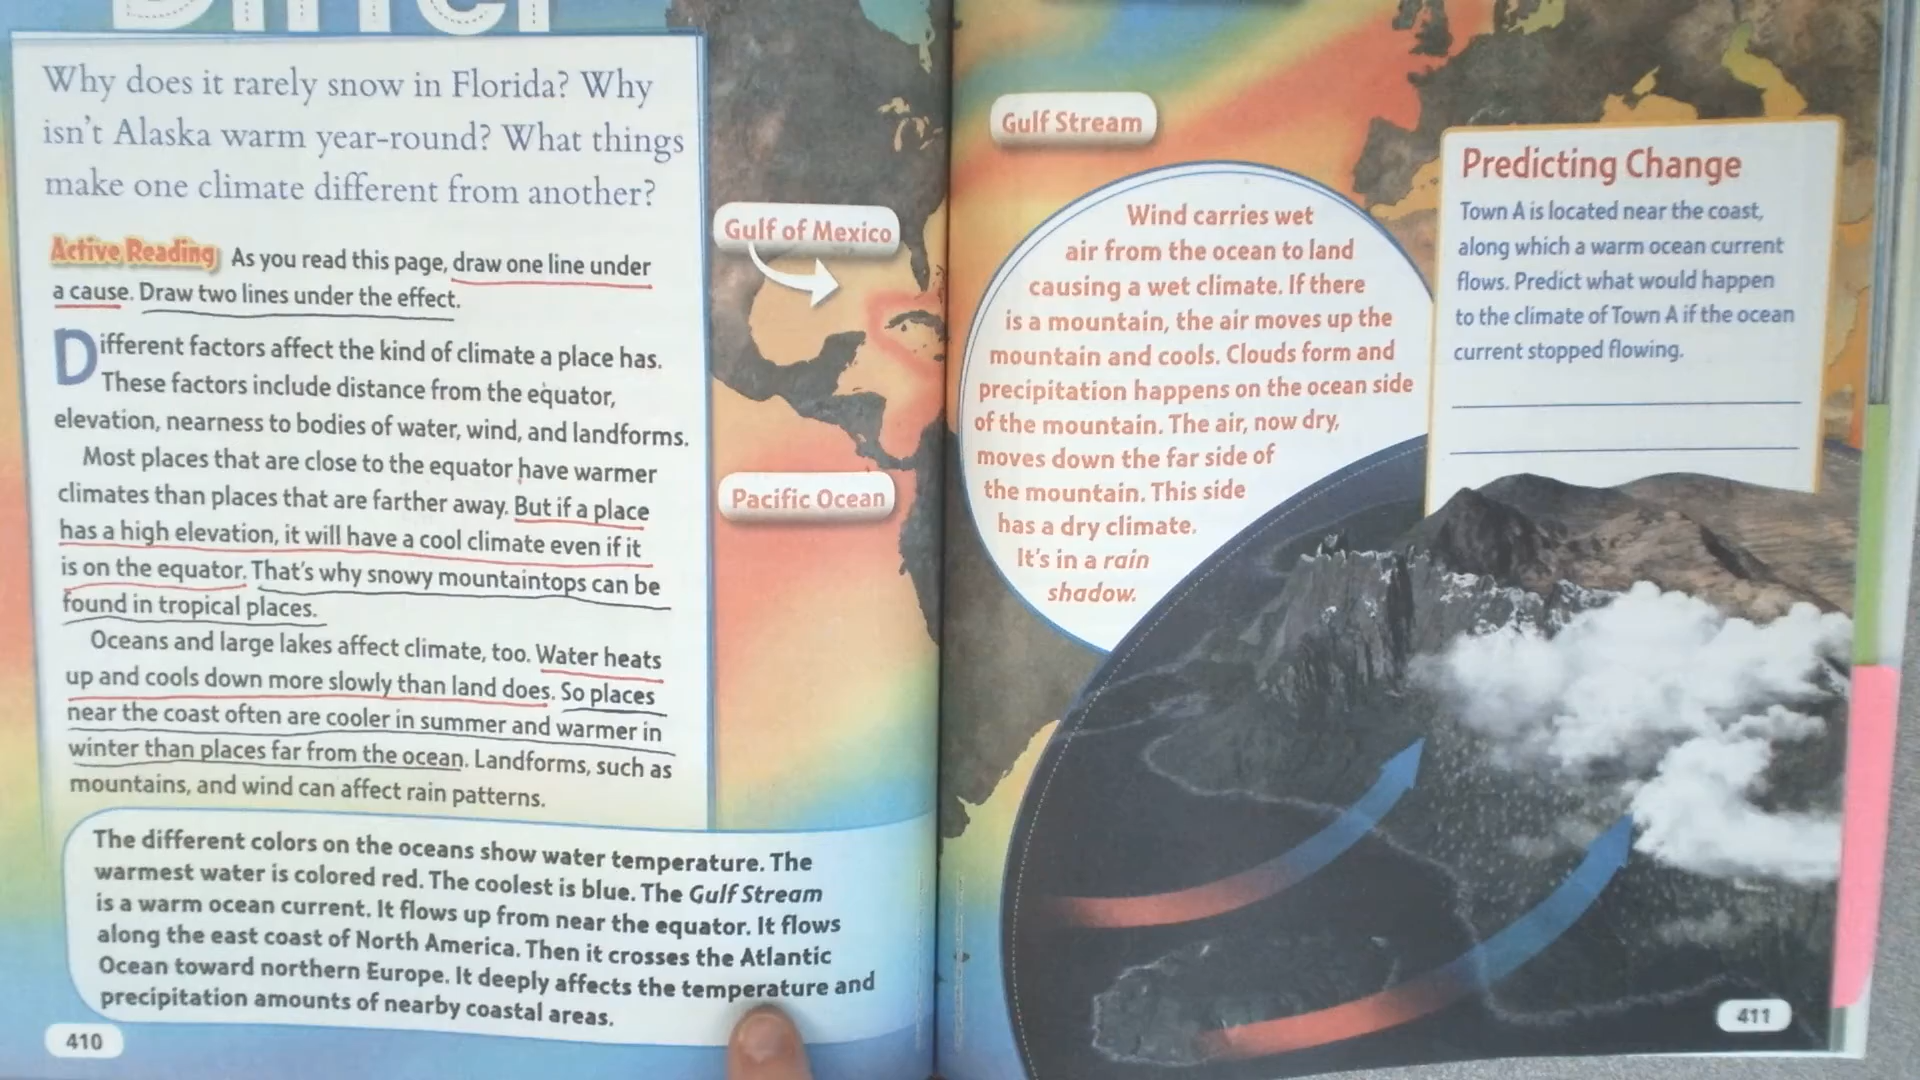 Why does it rarely snow in Florida? Why
isn't Alaska warm year-round? What things
make one climate different from another?
Active Reading As you read this page, draw one line under
a cause. Draw two lines under the effect.
Different factors affect the kind of climate a place has.
These factors include distance from the equator,
elevation, nearness to bodies of water, wind, and landforms.
Most places that are close to the equator have warmer
climates than places that are farther away. But if a place
has a high elevation, it will have a cool climate even if it
is on the equator. That's why snowy mountaintops can be
found in tropical places.
Oceans and large lakes affect climate, too. Water heats
up and cools down more slowly than land does. So places
near the coast often are cooler in summer and warmer in
winter than places far from the ocean. Landforms, such as
mountains, and wind can affect rain patterns.
The different colors on the oceans show water temperature. The
warmest water is colored red. The coolest is blue. The Gulf Stream
is a warm ocean current. It flows up from near the equator. It flows
along the east coast of North America. Then it crosses the Atlantic
Ocean toward northern Europe. It deeply affects the temperature and
precipitation amounts of nearby coastal areas.
410
Gulf of Mexico
Pacific Ocean
Gulf Stream
Wind carries wet
air from the ocean to land
causing a wet climate. If there
is a mountain, the air moves up the
mountain and cools. Clouds form and
precipitation happens on the ocean side
of the mountain. The air, now dry,
moves down the far side of
the mountain. This side
has a dry climate.
It's in a rain
shadow.
Predicting Change
Town A is located near the coast,
along which a warm ocean current
flows. Predict what would happen
to the climate of Town A if the ocean
current stopped flowing.
411